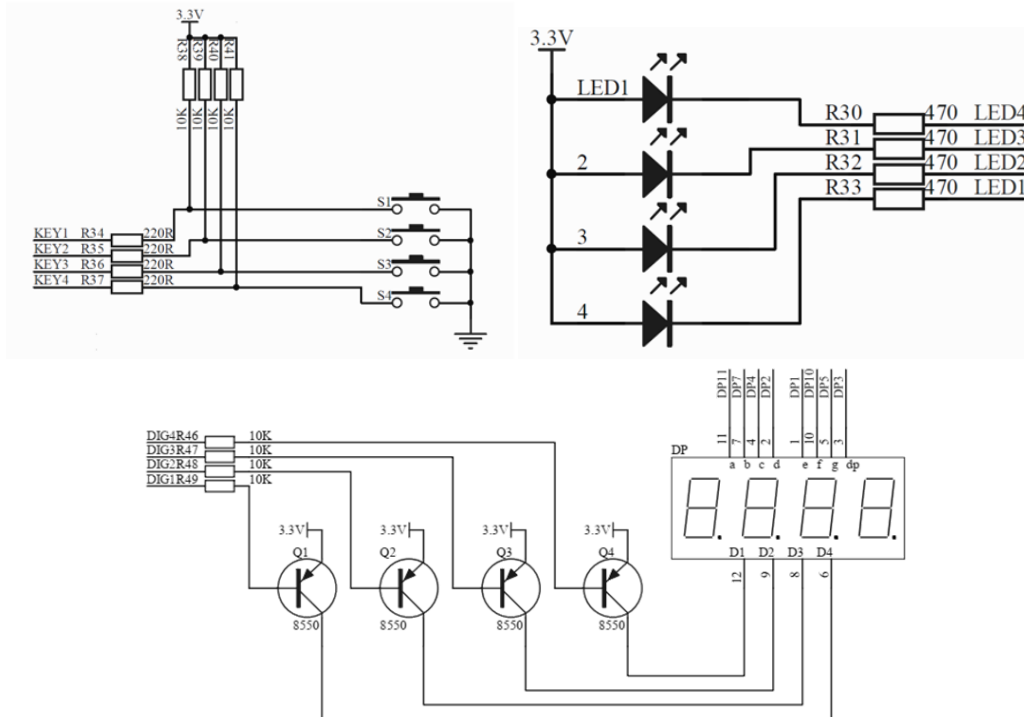 3.3V
R38
R39
R40
R41
10K
10K
10K
10K
S1
S2
S3
S4
KEY1 R34 220R
KEY2 R35 220R
KEY3 R36 220R
KEY4 R37 220R
3.3V
LED1
2
3
4
R30 470 LED4
R31 470 LED3
R32 470 LED2
R33 470 LED1
DIG4R46 10K
DIG3R47 10K
DIG2R48 10K
DIG1R49 10K
3.3V 3.3V 3.3V 3.3V
Q1 Q2 Q3 Q4
8550 8550 8550 8550
DP11 DP7 DP4 DP2 DP1 DP10 DP5 DP3
11 7 4 2 1 10 5 3
DP
a b c d e f g dp
D1 D2 D3 D4
12 9 8 6